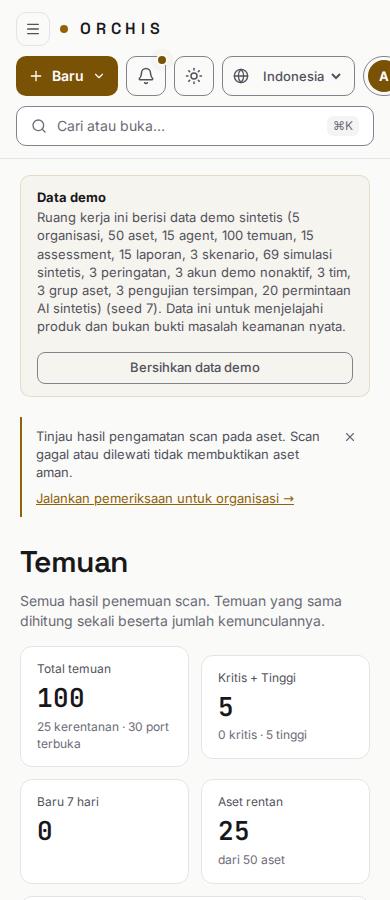 ORCHIS
Baru
Indonesia
A
Cari atau buka...
⌘K
Data demo
Ruang kerja ini berisi data demo sintetis (5
organisasi, 50 aset, 15 agent, 100 temuan, 15
assessment, 15 laporan, 3 skenario, 69 simulasi
sintetis, 3 peringatan, 3 akun demo nonaktif, 3 tim,
3 grup aset, 3 pengujian tersimpan, 20 permintaan
AI sintetis) (seed 7). Data ini untuk menjelajahi
produk dan bukan bukti masalah keamanan nyata.
Bersihkan data demo
Tinjau hasil pengamatan scan pada aset. Scan
gagal atau dilewati tidak membuktikan aset
aman.
Jalankan pemeriksaan untuk organisasi →
Temuan
Semua hasil penemuan scan. Temuan yang sama
dihitung sekali beserta jumlah kemunculannya.
Total temuan
100
25 kerentanan · 30 port
terbuka
Kritis + Tinggi
5
0 kritis · 5 tinggi
Baru 7 hari
0
Aset rentan
25
dari 50 aset